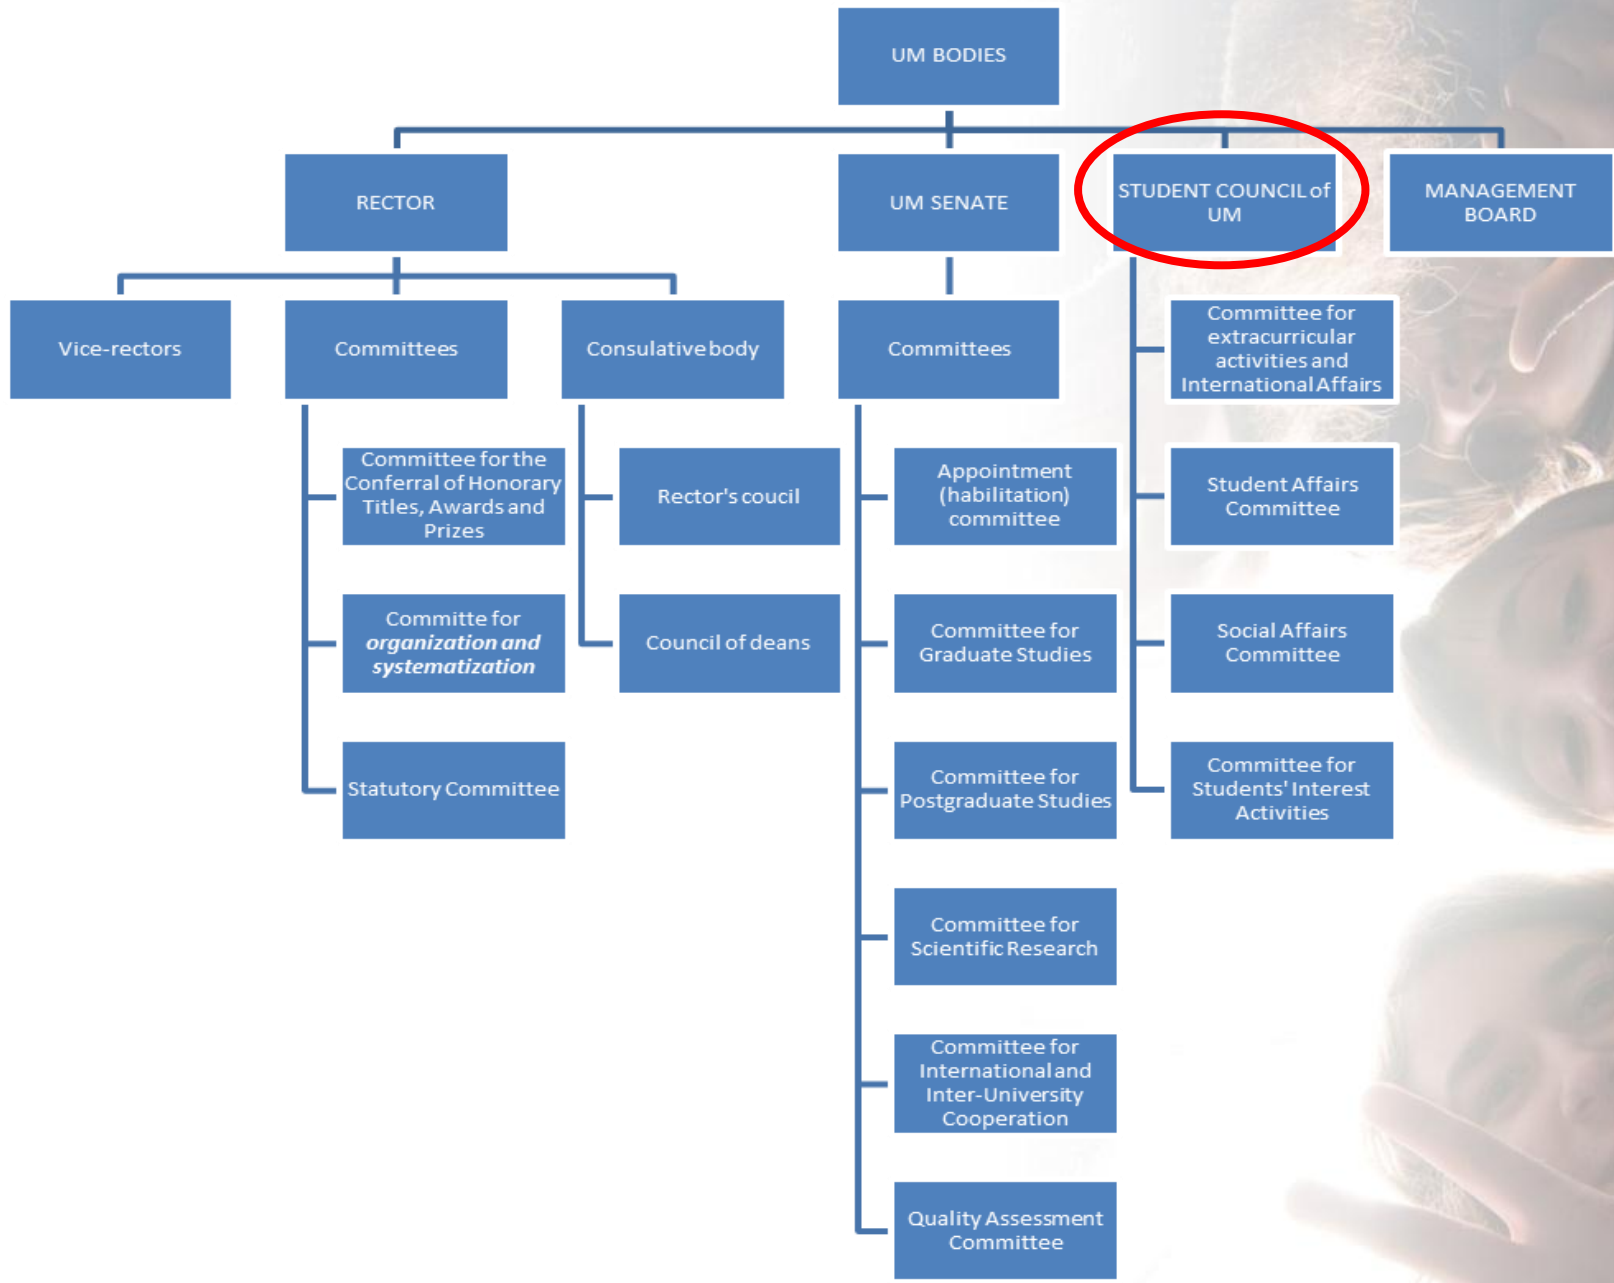 UM BODIES
RECTOR
UM SENATE
STUDENT COUNCIL of
UM
MANAGEMENT
BOARD
Vice-rectors
Committees
Consulative body
Committees
Committee for
extracurricular
activities and
International Affairs
Committee for the
Conferral of Honorary
Titles, Awards and
Prizes
Rector's coucil
Appointment
(habilitation)
committee
Student Affairs
Committee
Committe for
organization and
systematization
Council of deans
Committee for
Graduate Studies
Social Affairs
Committee
Statutory Committee
Committee for
Postgraduate Studies
Committee for
Students' Interest
Activities
Committee for
Scientific Research
Committee for
International and
Inter-University
Cooperation
Quality Assessment
Committee